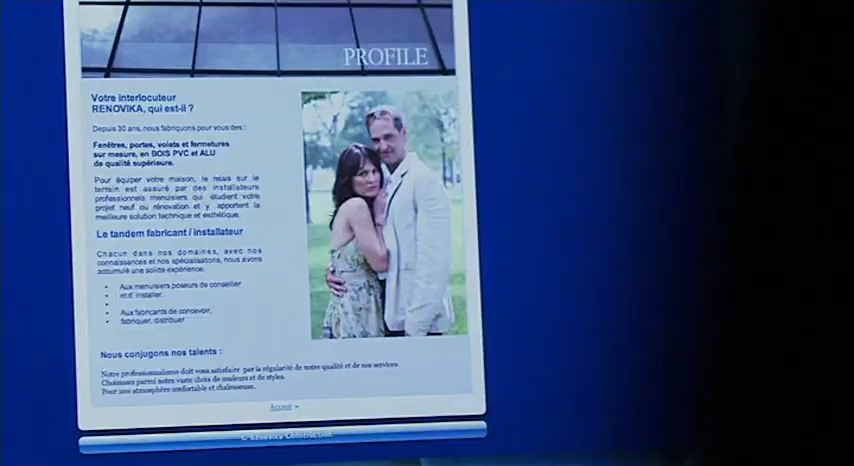 PROFILE
Votre interlocuteur
RENOVIKA, qui est-il ?
Depuis 30 ans, nous fabriquons pour vous des :
Fenêtres, portes, volets et fermetures
sur mesure, en BOIS PVC et ALU
de qualité supérieure.
Pour équiper votre maison, le relais sur le
terrain est assuré par des installateurs
professionnels menuisiers qui étudient votre
projet neuf ou rénovation et y apportent la
meilleure solution technique et esthétique.
Le tandem fabricant / installateur
Chacun dans nos domaines, avec nos
connaissances et nos spécialisations, nous avons
accumulé une solide expérience.
• Aux menuisiers poseurs de conseiller
• et d' installer.
•
• Aux fabricants de concevoir,
• fabriquer, distribuer
Nous conjugons nos talents :
Notre professionnalisme doit vous satisfaire par la régularité de notre qualité et de nos services.
Choisissez parmi notre vaste choix de couleurs et de styles.
Pour une atmosphère confortable et chaleureuse.
Accueil >
© Renovika Construction